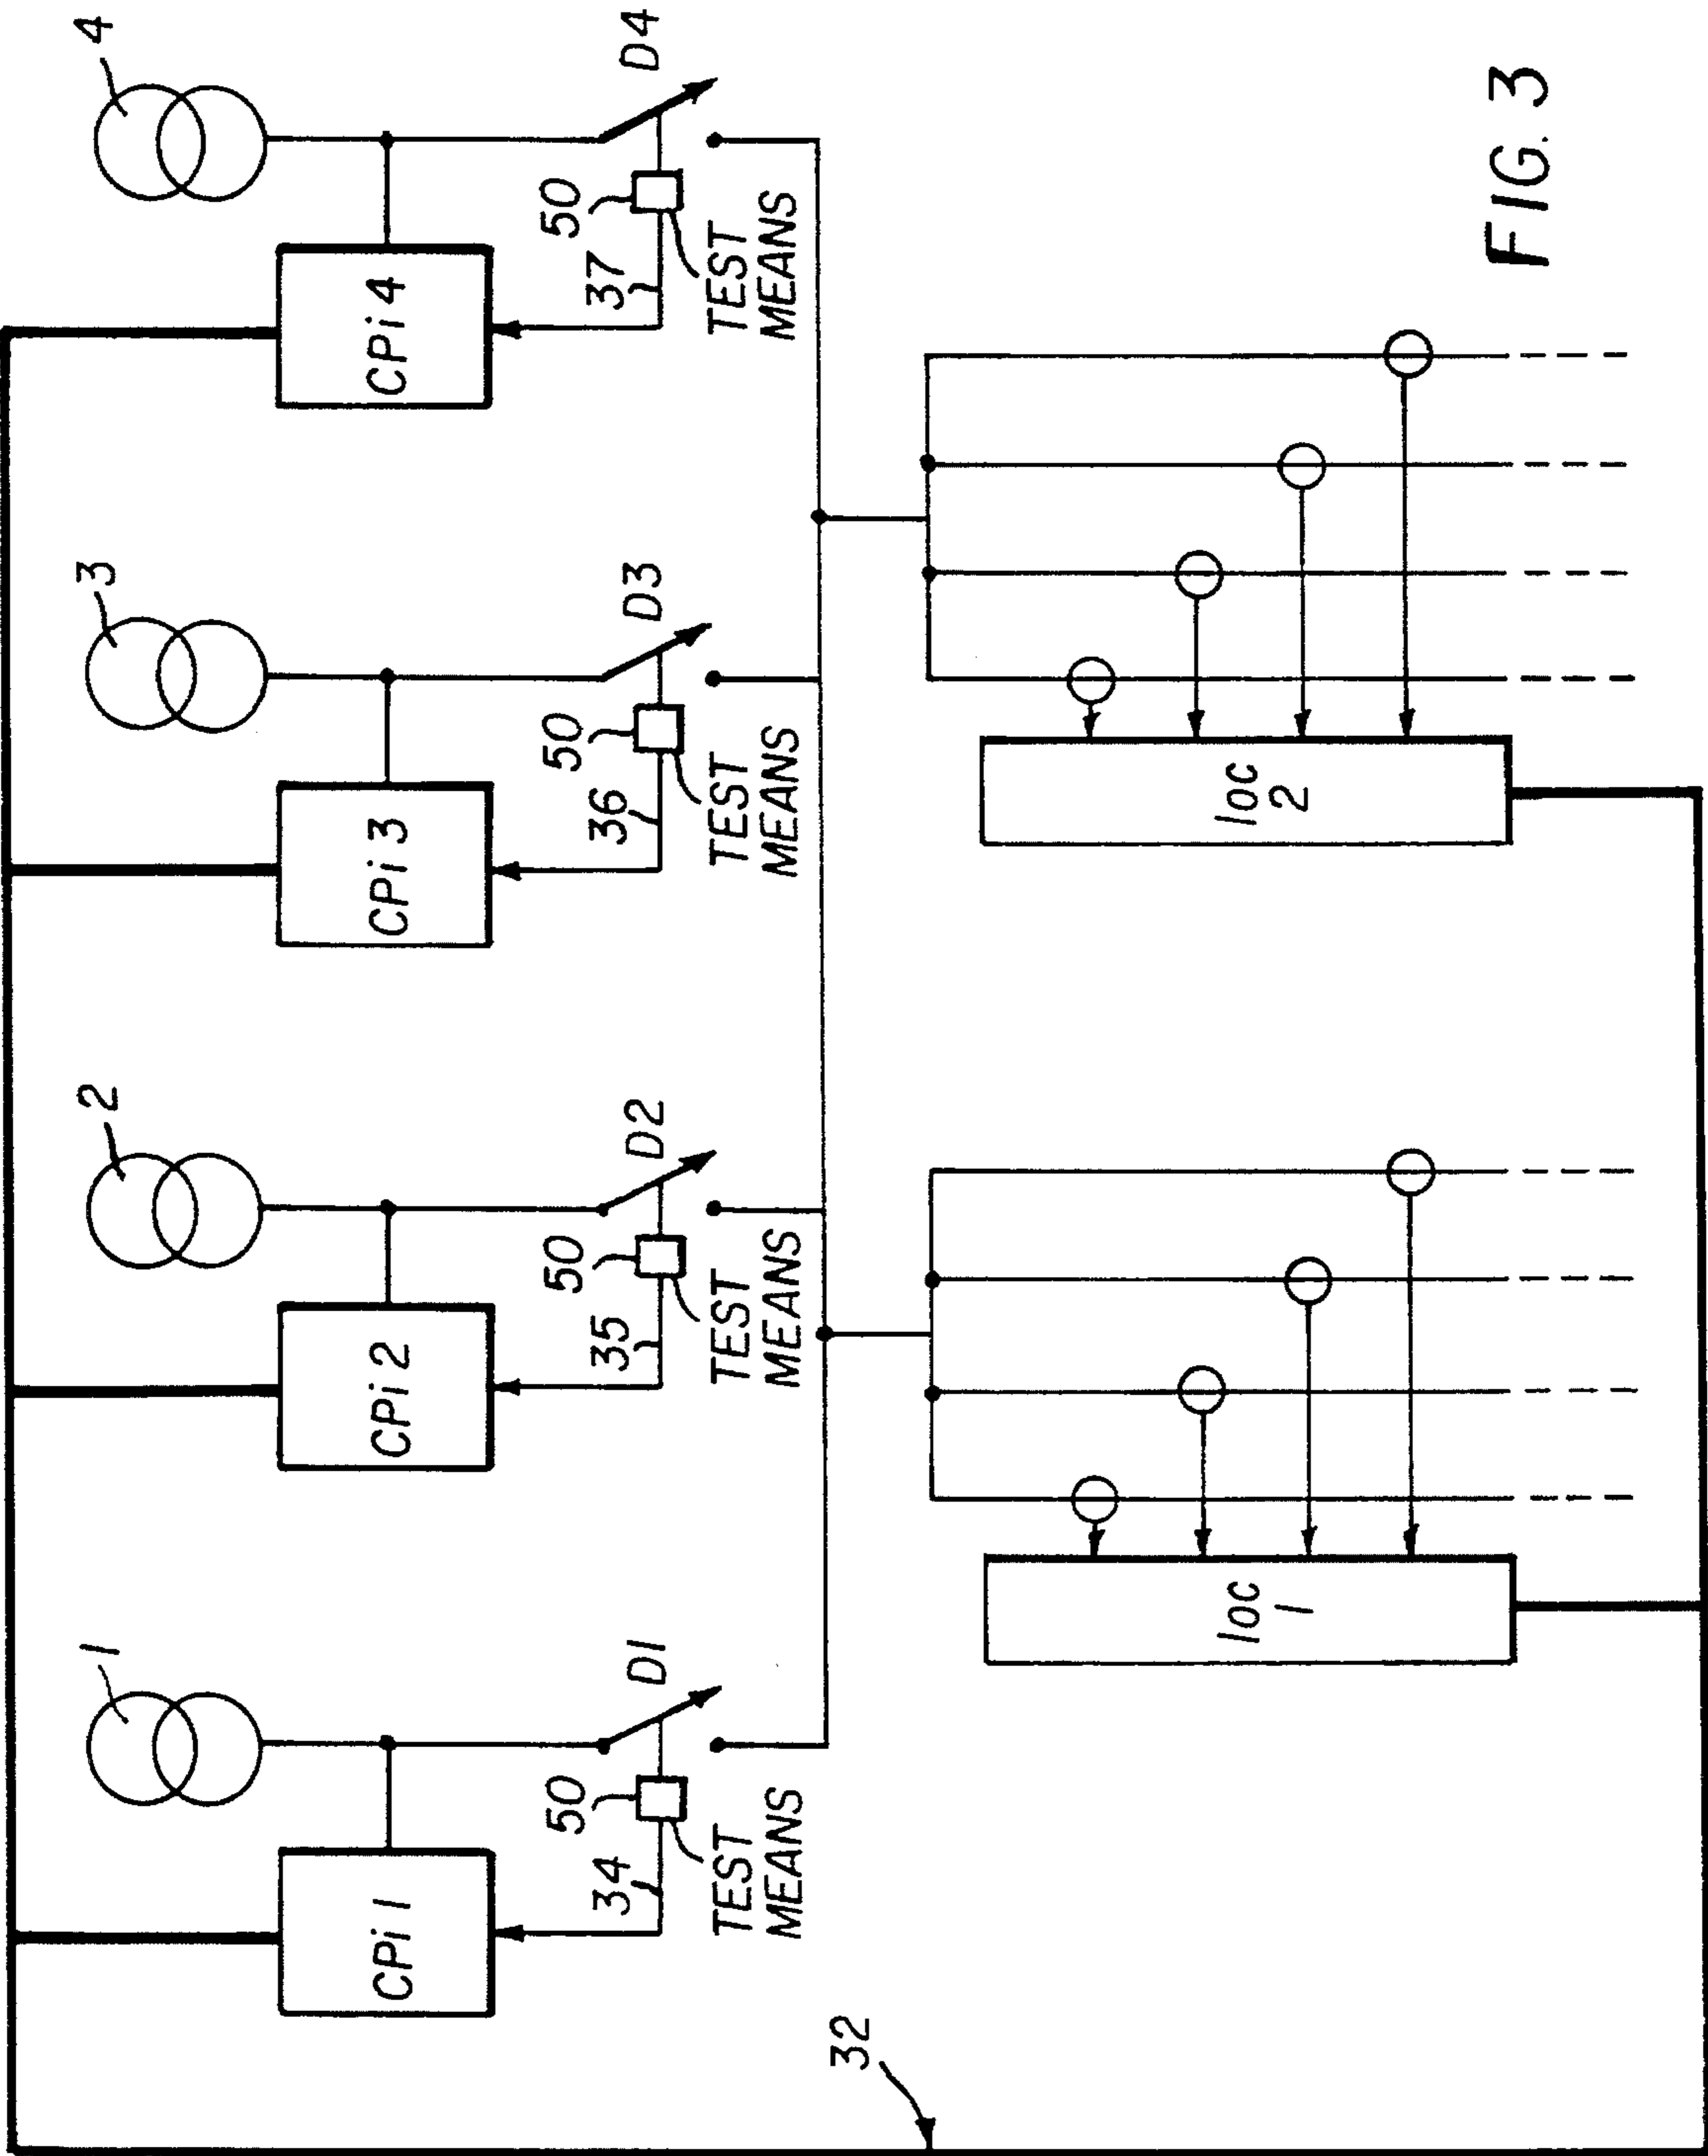 1
2
3
4
CPi 1
CPi 2
CPi 3
CPi 4
50
50
50
50
D1
D2
D3
D4
34
35
36
37
TEST
MEANS
TEST
MEANS
TEST
MEANS
TEST
MEANS
32
loc
1
loc
2
FIG. 3